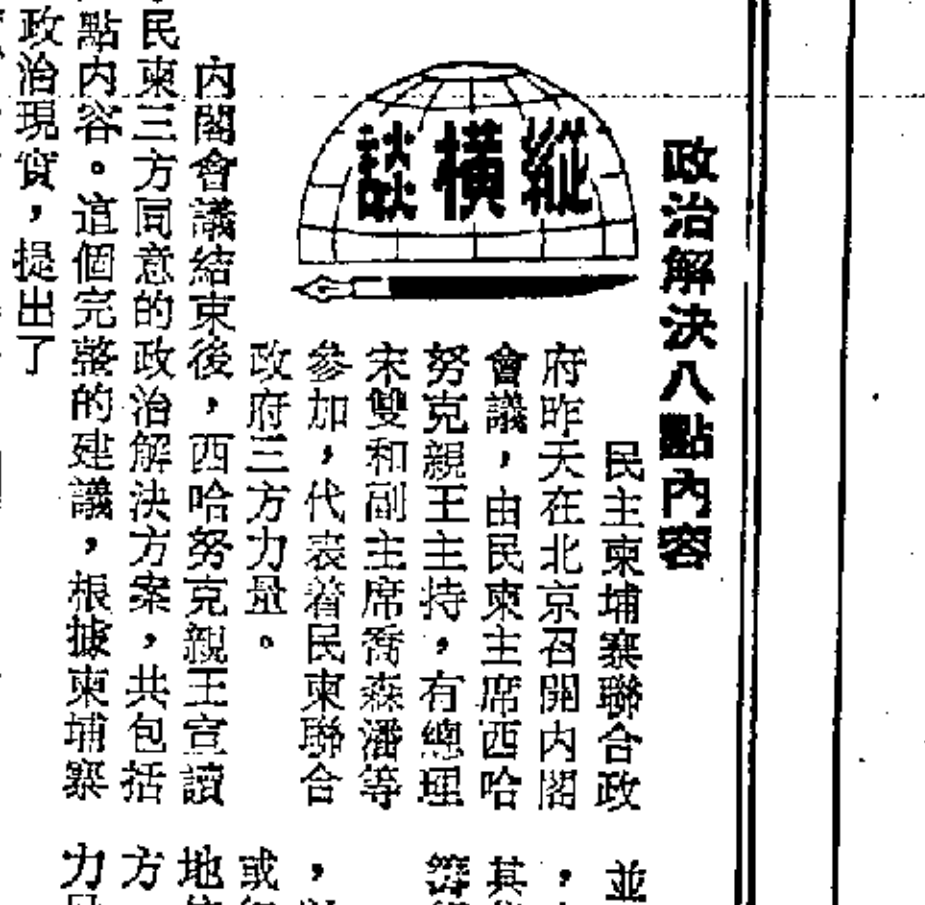 政治解決八點內容
縱橫談
民主柬埔寨聯合政
府昨天在北京召開內閣
會議，由民柬主席西哈
努克親王主持，有總理
宋雙和副主席喬森潘等
參加，代表着民柬聯合
政府三方力量。
內閣會議結束後，西哈努克親王宣讀
民柬三方同意的政治解決方案，共包括
點內容。這個完整的建議，根據柬埔寨
政治現實，提出了
並
，
其
，
或
地
方
力